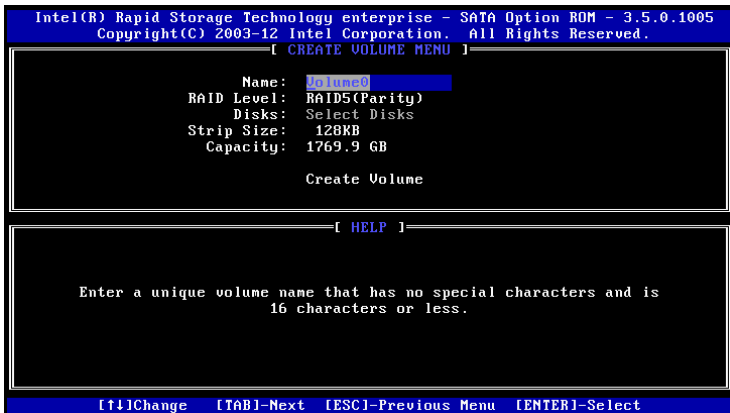 Intel(R) Rapid Storage Technology enterprise - SATA Option ROM - 3.5.0.1005
Copyright(C) 2003-12 Intel Corporation. All Rights Reserved.
[ CREATE VOLUME MENU ]
Name: Volume0
RAID Level: RAID5(Parity)
Disks: Select Disks
Strip Size: 128KB
Capacity: 1769.9 GB
Create Volume
[ HELP ]
Enter a unique volume name that has no special characters and is
16 characters or less.
[↑↓]Change [TAB]-Next [ESC]-Previous Menu [ENTER]-Select